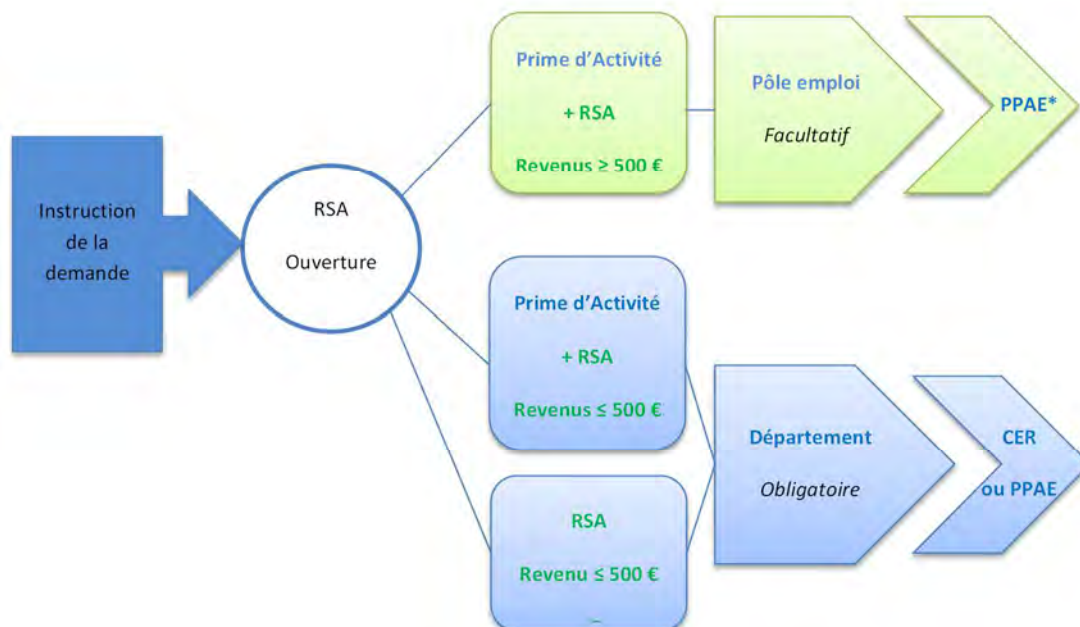 Instruction
de la
demande
RSA
Ouverture
Prime d'Activité
+ RSA
Revenus ≥ 500 €
Pôle emploi
Facultatif
PPAE*
Prime d'Activité
+ RSA
Revenus ≤ 500 €
RSA
Revenu ≤ 500 €
Département
Obligatoire
CER
ou PPAE